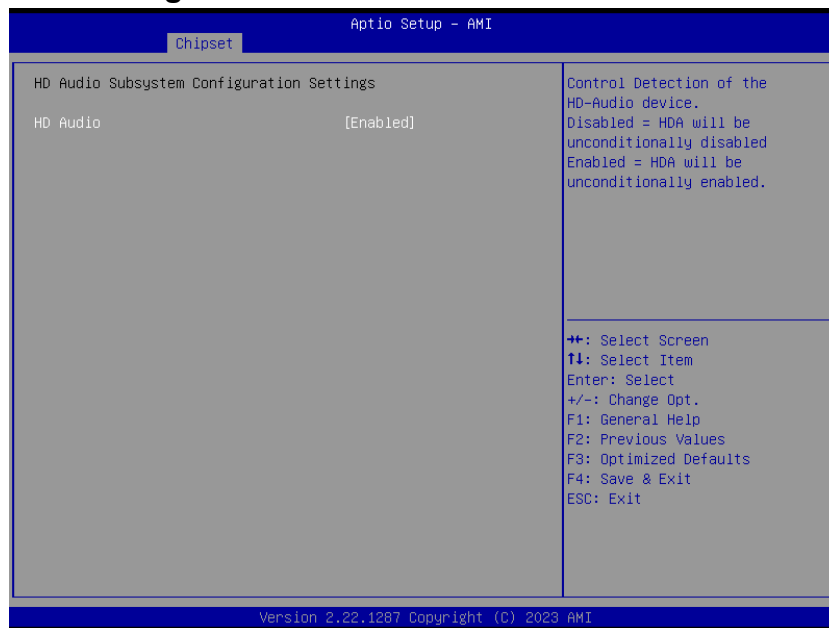 Aptio Setup - AMI
Chipset
HD Audio Subsystem Configuration Settings
HD Audio [Enabled]
Control Detection of the
HD-Audio device.
Disabled = HDA will be
unconditionally disabled
Enabled = HDA will be
unconditionally enabled.
→←: Select Screen
↑↓: Select Item
Enter: Select
+/-: Change Opt.
F1: General Help
F2: Previous Values
F3: Optimized Defaults
F4: Save & Exit
ESC: Exit
Version 2.22.1287 Copyright (C) 2023 AMI